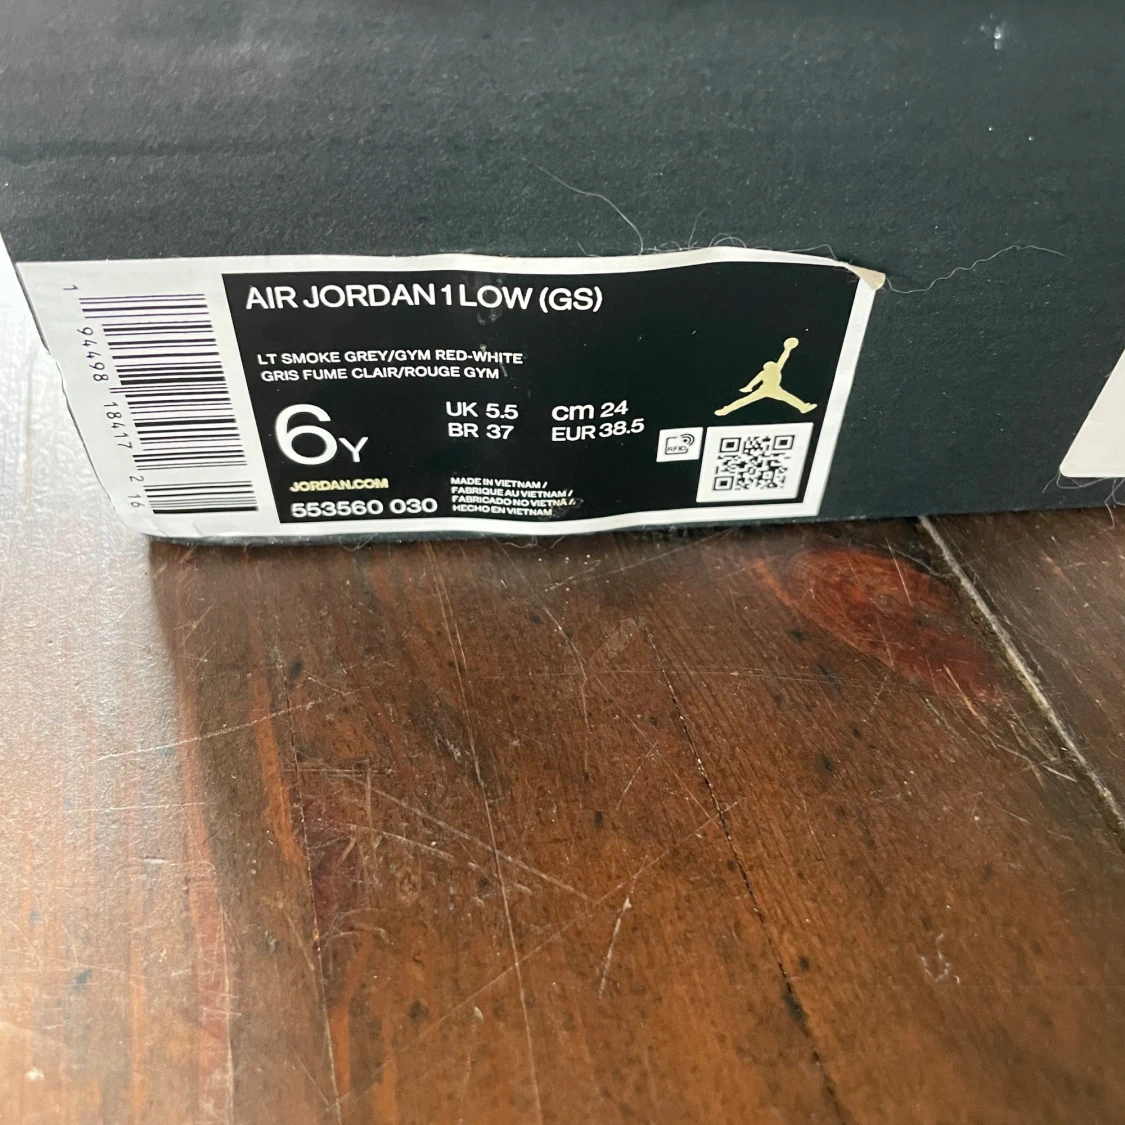 AIR JORDAN 1 LOW (GS)
LT SMOKE GREY/GYM RED-WHITE
GRIS FUME CLAIR/ROUGE GYM
6Y
UK 5.5
BR 37
cm 24
EUR 38.5
RFID
JORDAN.COM
553560 030
MADE IN VIETNAM /
FABRIQUE AU VIETNAM /
FABRICADO NO VIETNÃ /
HECHO EN VIETNAM
1 94498 18417 2 16